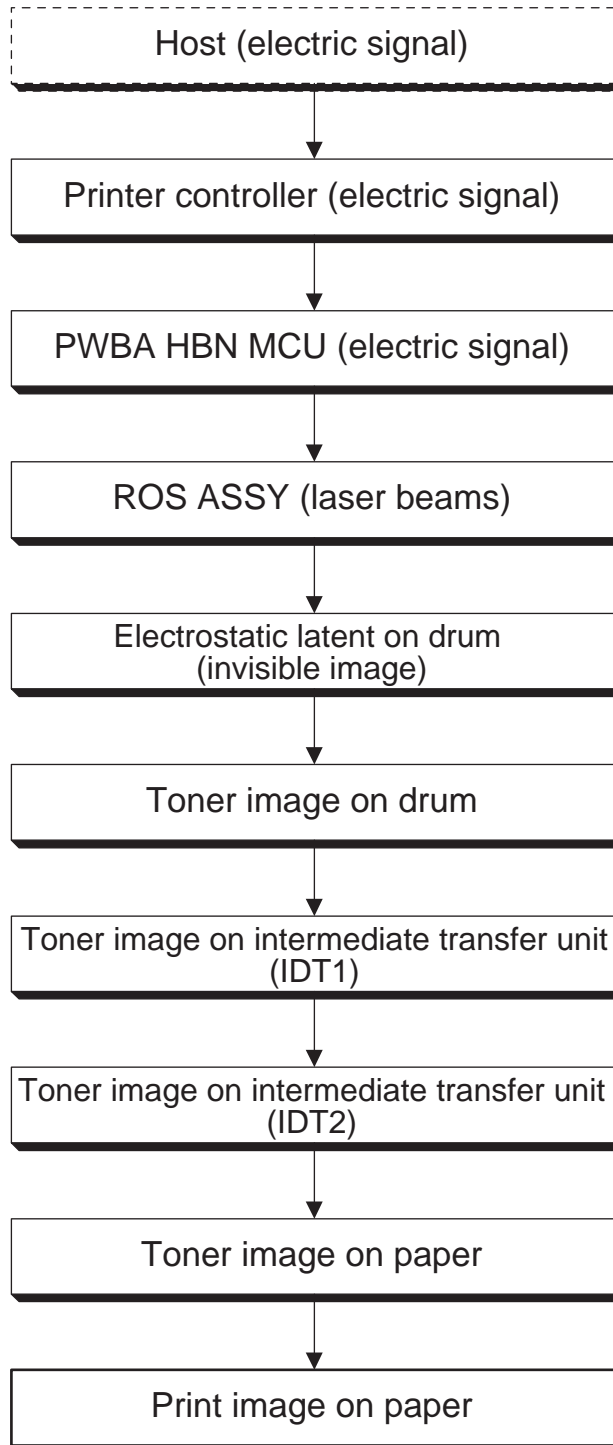 Host (electric signal)
Printer controller (electric signal)
PWBA HBN MCU (electric signal)
ROS ASSY (laser beams)
Electrostatic latent on drum
(invisible image)
Toner image on drum
Toner image on intermediate transfer unit
(IDT1)
Toner image on intermediate transfer unit
(IDT2)
Toner image on paper
Print image on paper